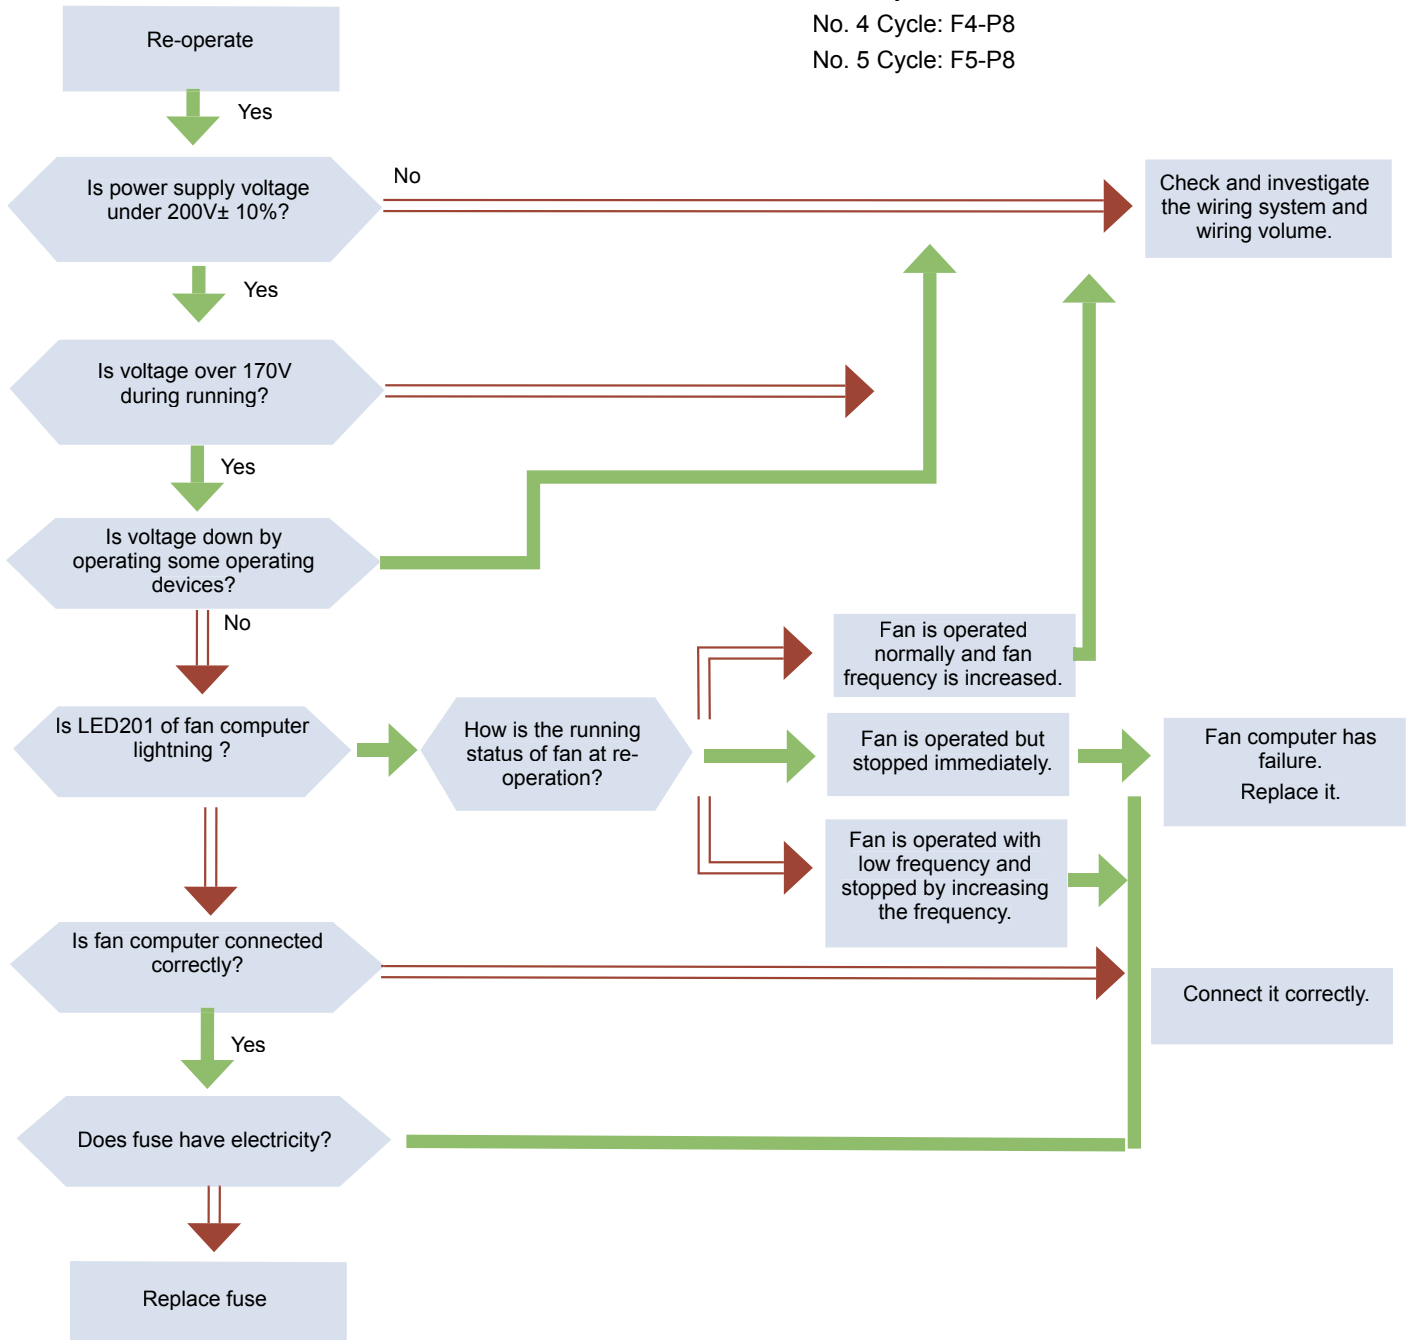 No. 4 Cycle: F4-P8
No. 5 Cycle: F5-P8
Re-operate
Yes
Is power supply voltage
under 200V± 10%?
No
Check and investigate
the wiring system and
wiring volume.
Yes
Is voltage over 170V
during running?
Yes
Is voltage down by
operating some operating
devices?
No
Fan is operated
normally and fan
frequency is increased.
Is LED201 of fan computer
lightning ?
How is the running
status of fan at re-
operation?
Fan is operated but
stopped immediately.
Fan computer has
failure.
Replace it.
Fan is operated with
low frequency and
stopped by increasing
the frequency.
Is fan computer connected
correctly?
Connect it correctly.
Yes
Does fuse have electricity?
Replace fuse